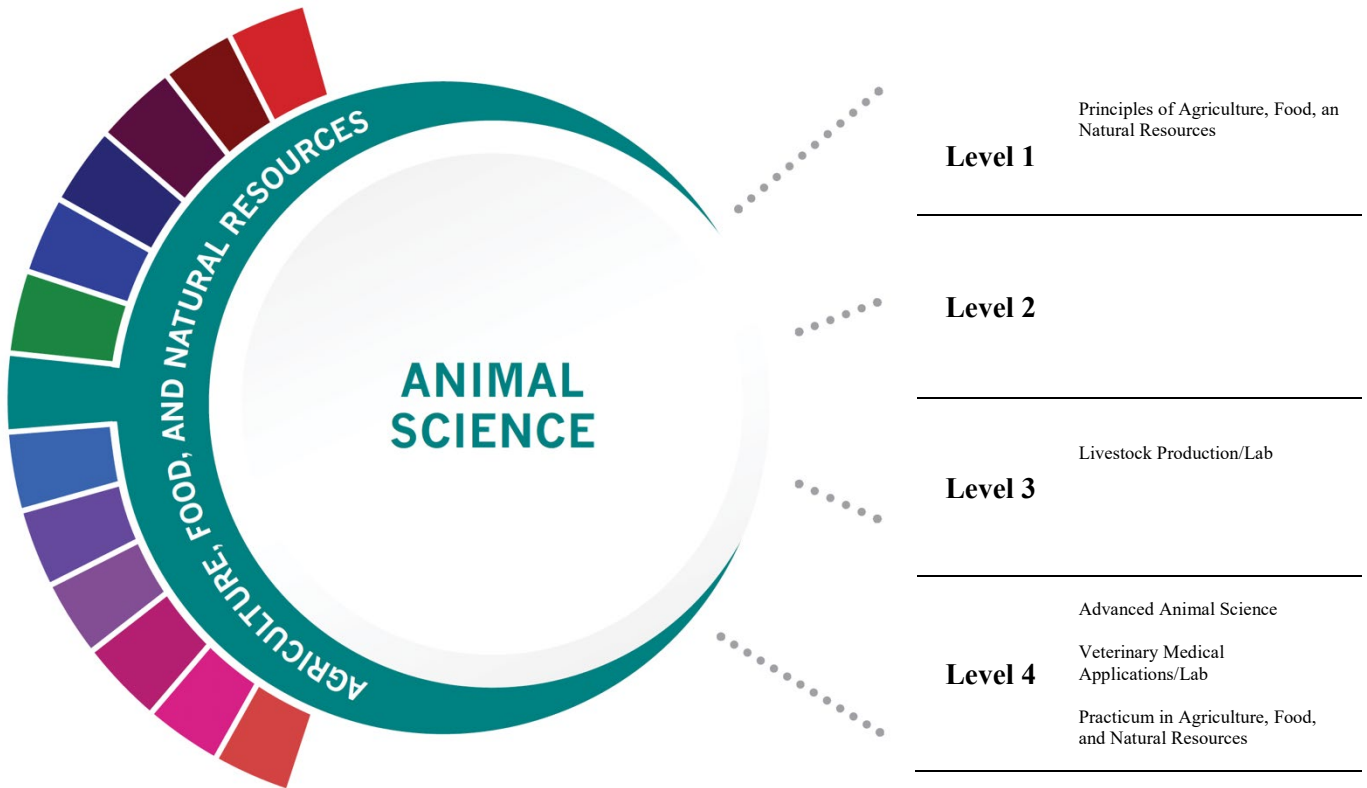 AGRICULTURE, FOOD, AND NATURAL RESOURCES
ANIMAL
SCIENCE
Level 1
Principles of Agriculture, Food, an
Natural Resources
Level 2
Level 3
Livestock Production/Lab
Level 4
Advanced Animal Science
Veterinary Medical
Applications/Lab
Practicum in Agriculture, Food,
and Natural Resources